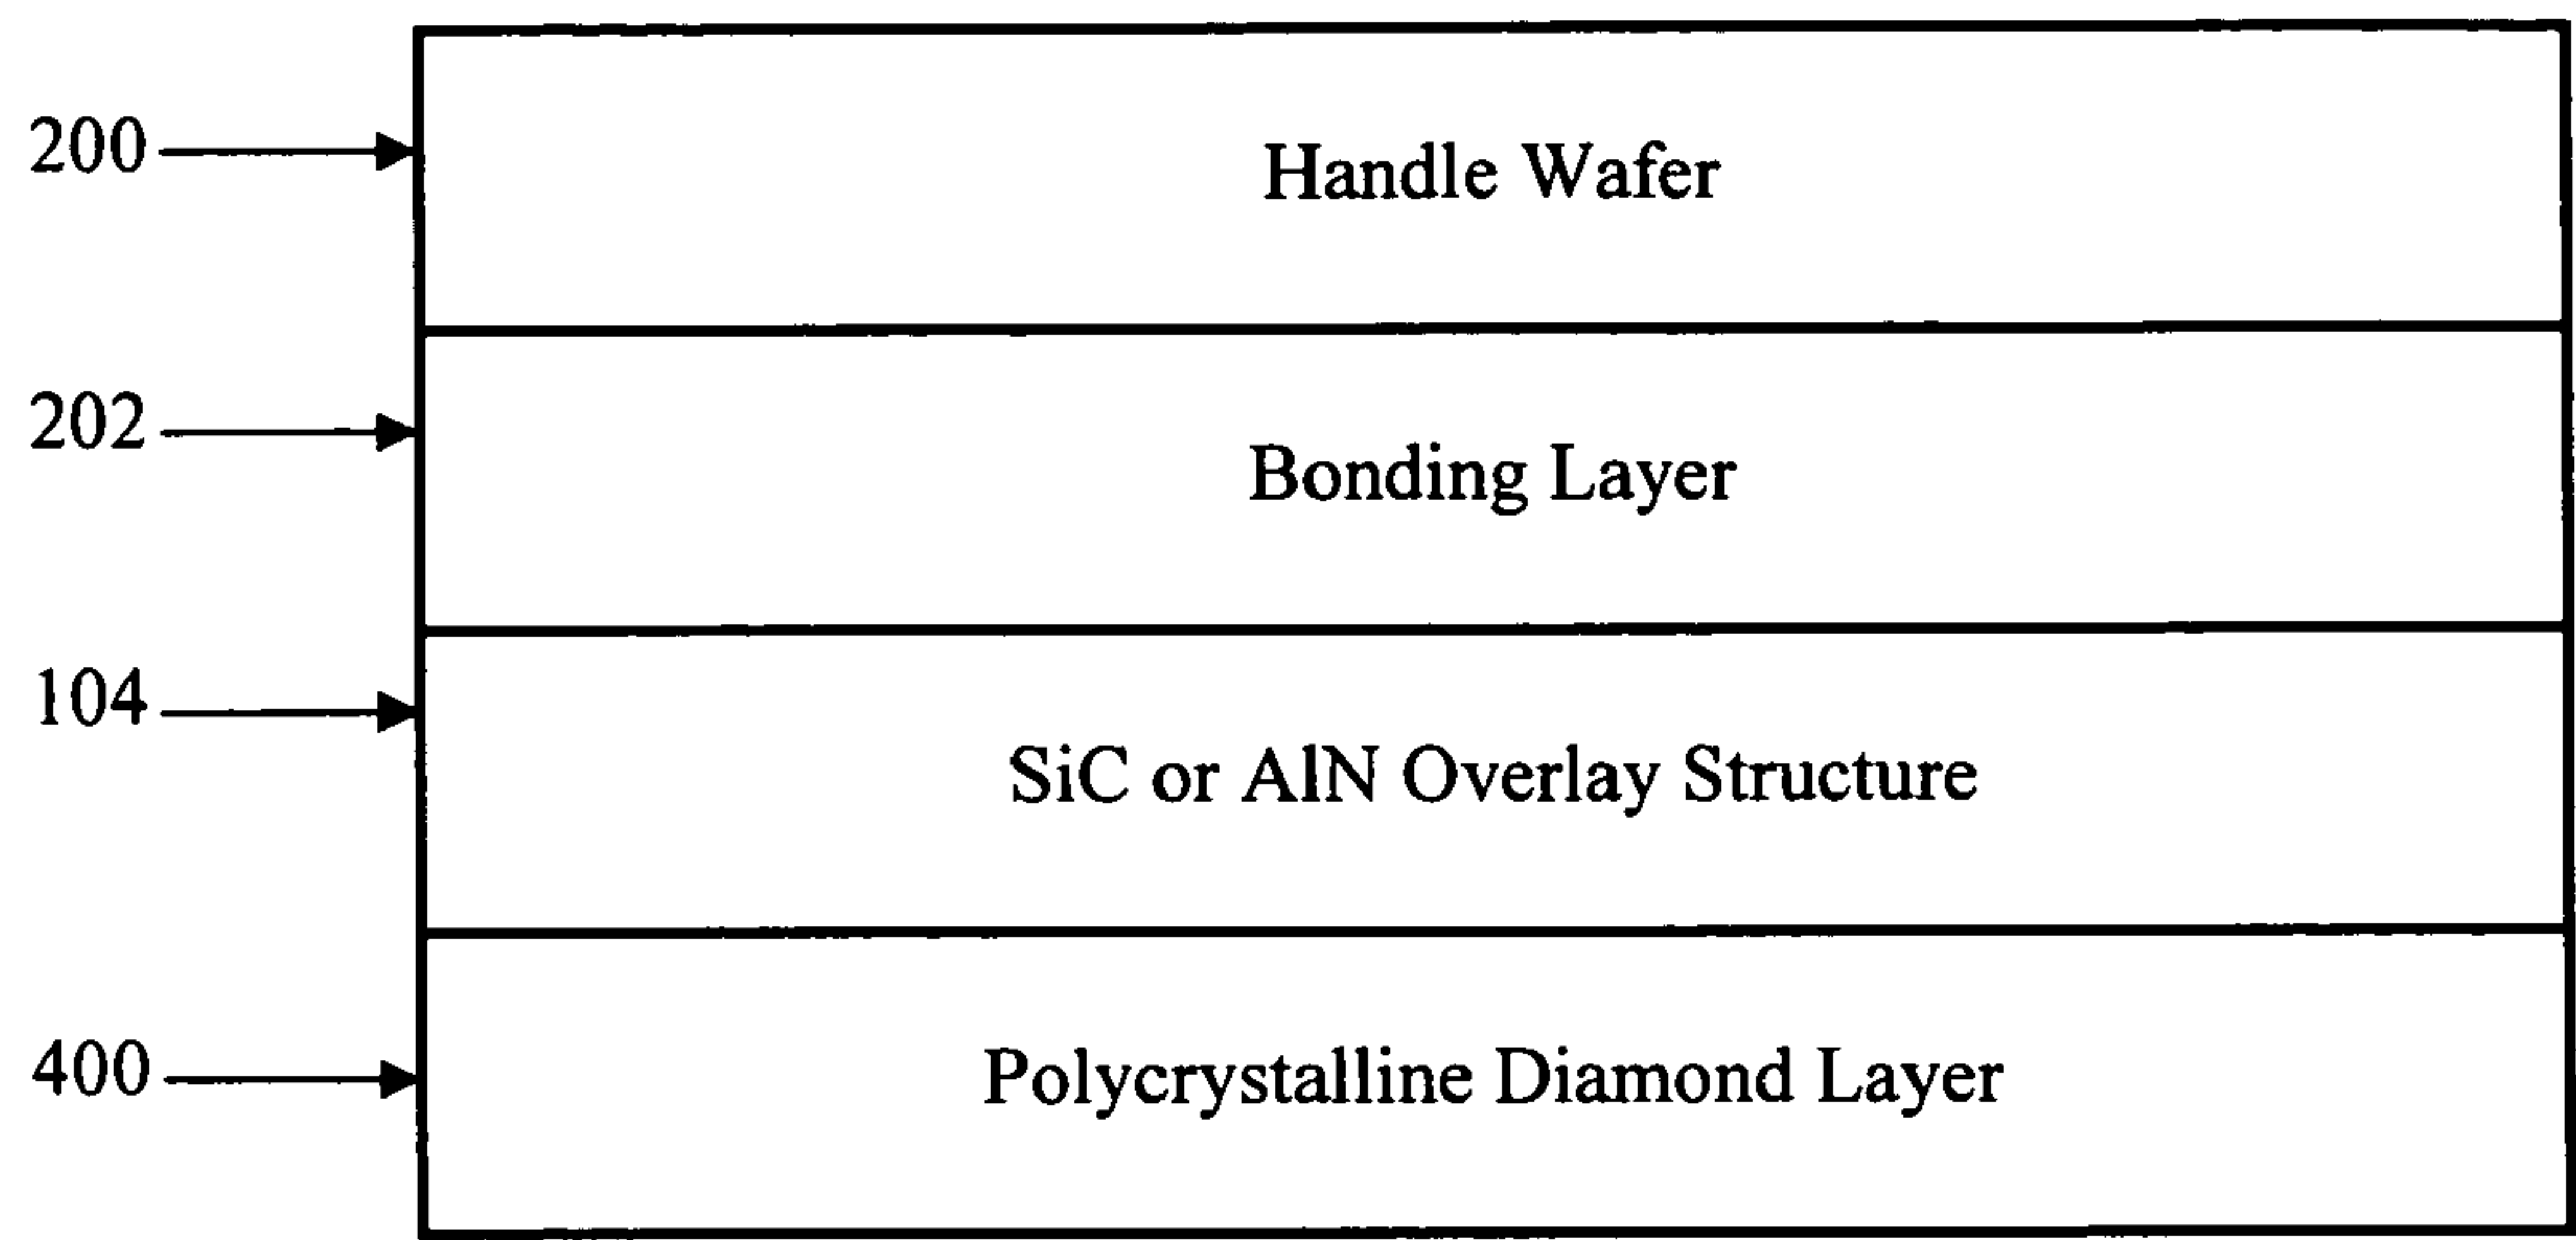 200
Handle Wafer
202
Bonding Layer
104
SiC or AlN Overlay Structure
400
Polycrystalline Diamond Layer